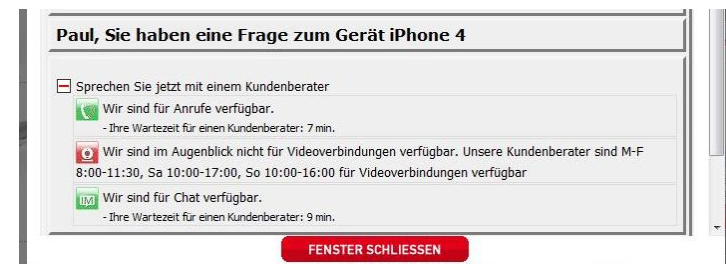 Paul, Sie haben eine Frage zum Gerät iPhone 4
Sprechen Sie jetzt mit einem Kundenberater
Wir sind für Anrufe verfügbar.
- Ihre Wartezeit für einen Kundenberater: 7 min.
Wir sind im Augenblick nicht für Videoverbindungen verfügbar. Unsere Kundenberater sind M-F
8:00-11:30, Sa 10:00-17:00, So 10:00-16:00 für Videoverbindungen verfügbar
IM Wir sind für Chat verfügbar.
- Ihre Wartezeit für einen Kundenberater: 9 min.
FENSTER SCHLIESSEN